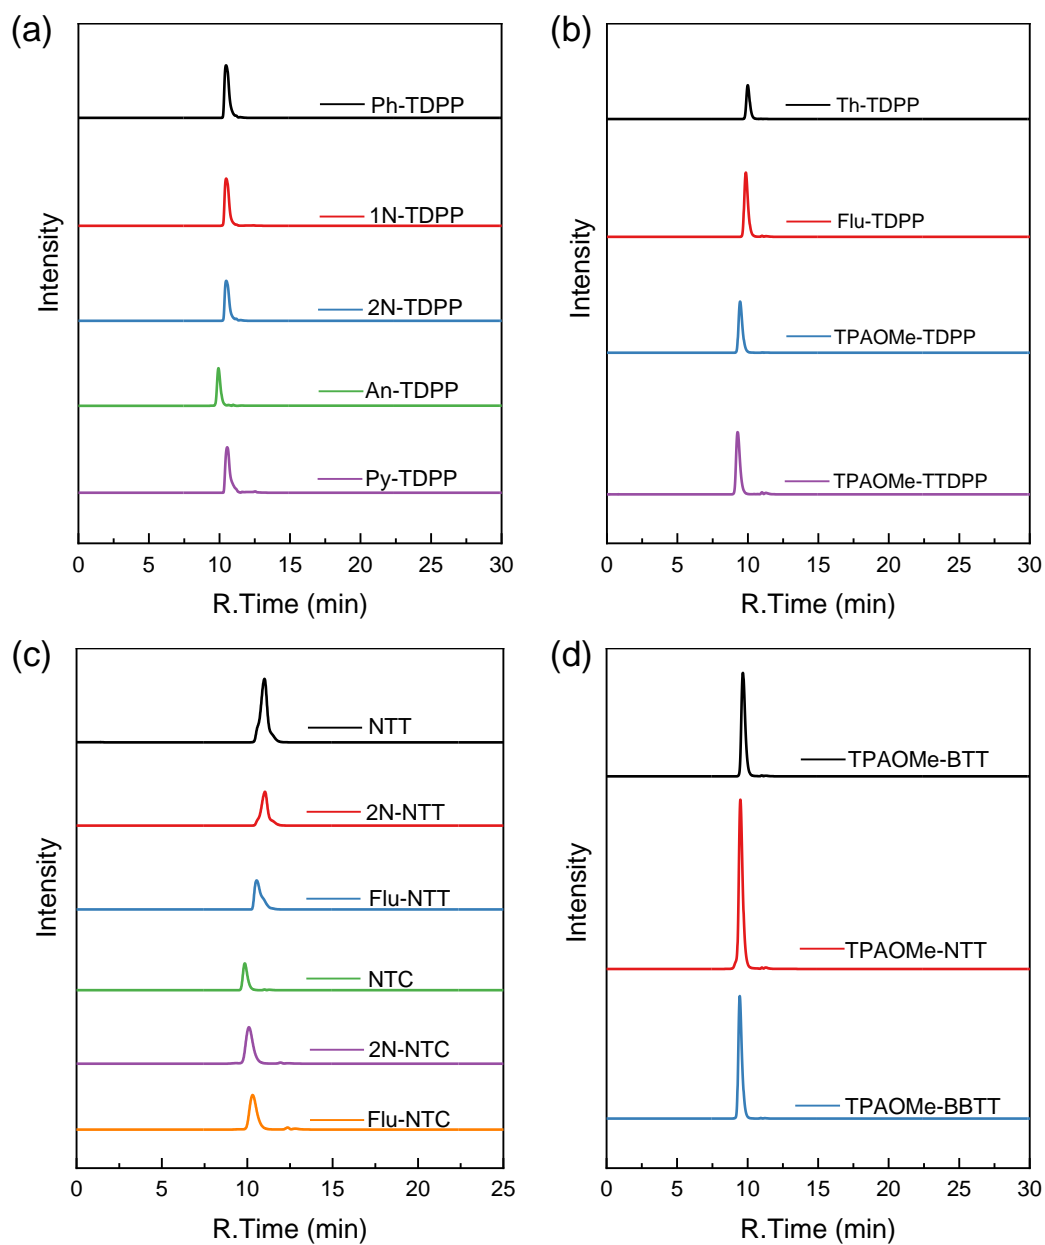 (a)
Intensity
Ph-TDPP
1N-TDPP
2N-TDPP
An-TDPP
Py-TDPP
0 5 10 15 20 25 30
R.Time (min)
(b)
Intensity
Th-TDPP
Flu-TDPP
TPAOMe-TDPP
TPAOMe-TTDPP
0 5 10 15 20 25 30
R.Time (min)
(c)
Intensity
NTT
2N-NTT
Flu-NTT
NTC
2N-NTC
Flu-NTC
0 5 10 15 20 25
R.Time (min)
(d)
Intensity
TPAOMe-BTT
TPAOMe-NTT
TPAOMe-BBTT
0 5 10 15 20 25 30
R.Time (min)